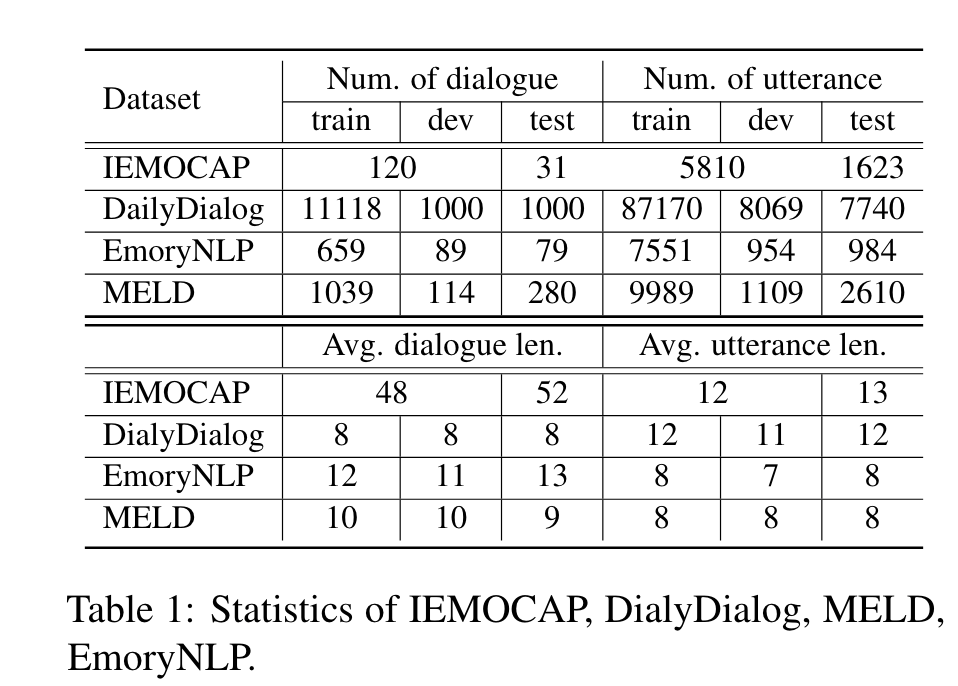 Dataset Num. of dialogue Num. of utterance
train dev test train dev test
IEMOCAP 120 31 5810 1623
DailyDialog 11118 1000 1000 87170 8069 7740
EmoryNLP 659 89 79 7551 954 984
MELD 1039 114 280 9989 1109 2610
Avg. dialogue len. Avg. utterance len.
IEMOCAP 48 52 12 13
DialyDialog 8 8 8 12 11 12
EmoryNLP 12 11 13 8 7 8
MELD 10 10 9 8 8 8
Table 1: Statistics of IEMOCAP, DialyDialog, MELD,
EmoryNLP.